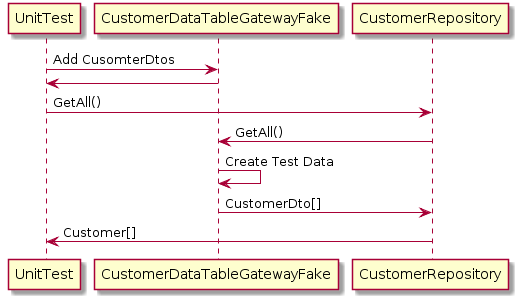 UnitTest CustomerDataTableGatewayFake CustomerRepository
Add CusomterDtos
GetAll()
GetAll()
Create Test Data
CustomerDto[]
Customer[]
UnitTest CustomerDataTableGatewayFake CustomerRepository